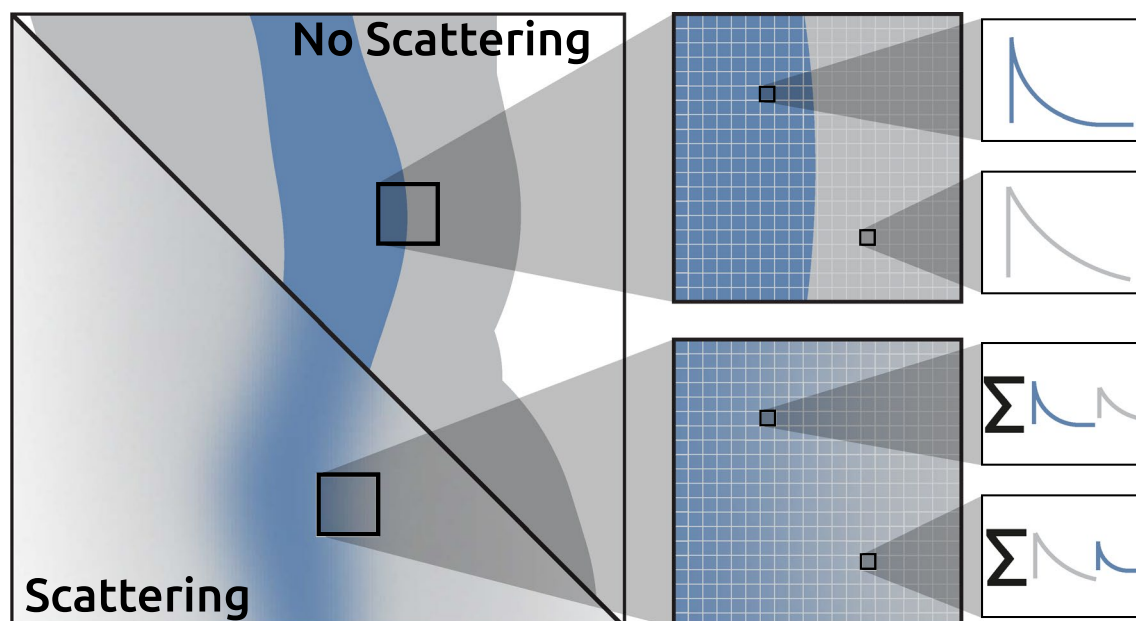 No Scattering
Σ
Σ
Scattering